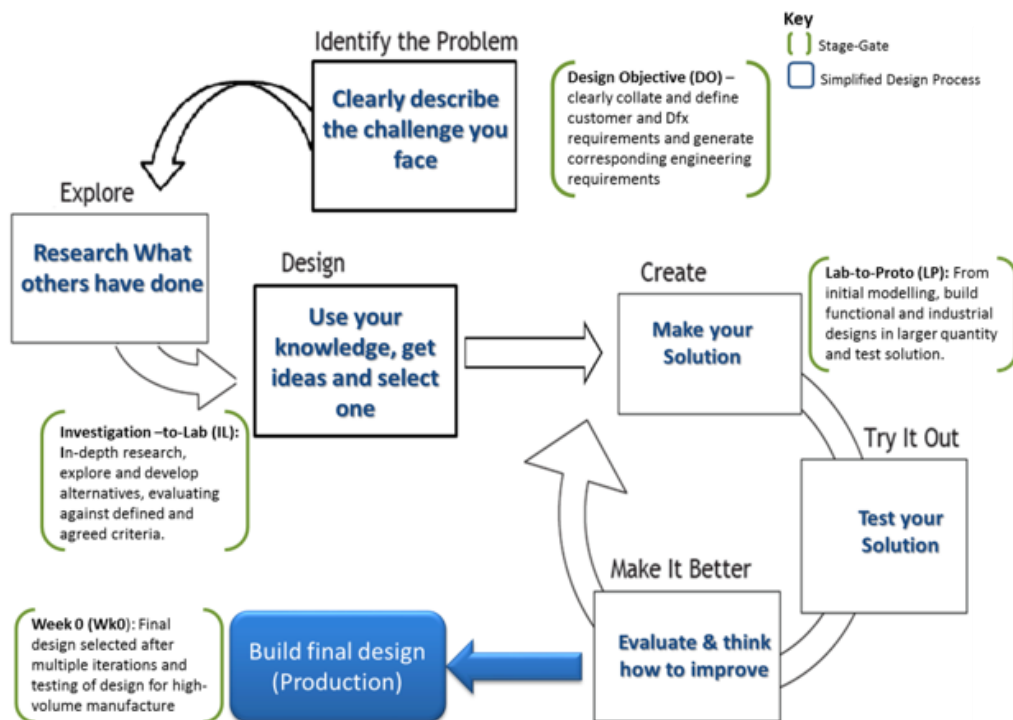 Key
Stage-Gate
Simplified Design Process
Identify the Problem
Clearly describe
the challenge you
face
Design Objective (DO) –
clearly collate and define
customer and Dfx
requirements and generate
corresponding engineering
requirements
Explore
Research What
others have done
Design
Use your
knowledge, get
ideas and select
one
Create
Make your
Solution
Lab-to-Proto (LP): From
initial modelling, build
functional and industrial
designs in larger quantity
and test solution.
Investigation –to-Lab (IL):
In-depth research,
explore and develop
alternatives, evaluating
against defined and
agreed criteria.
Try It Out
Test your
Solution
Make It Better
Evaluate & think
how to improve
Week 0 (Wk0): Final
design selected after
multiple iterations and
testing of design for high-
volume manufacture
Build final design
(Production)